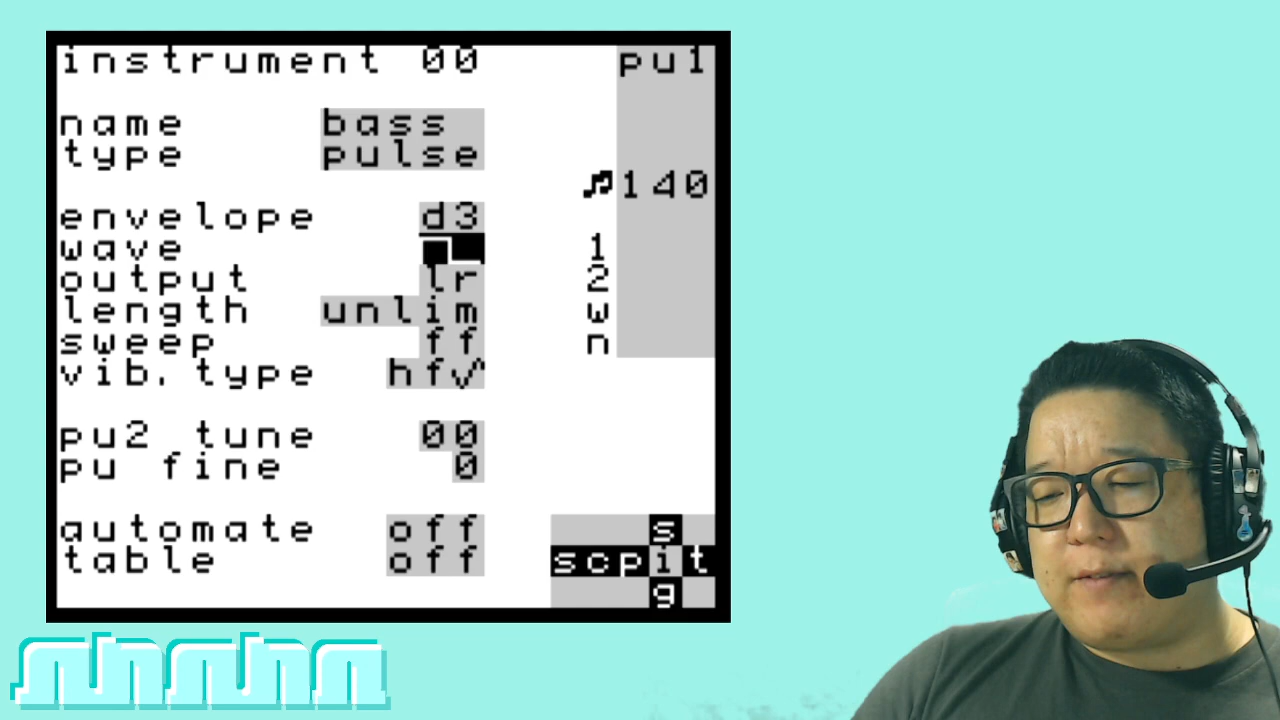 instrument 00 pu1
name bass
type pulse
140
envelope d3
wave 1
output lr 2
length unlim w
sweep ff n
vib. type hf
pu2 tune 00
pu fine 0
automate off s
table off scpit
g